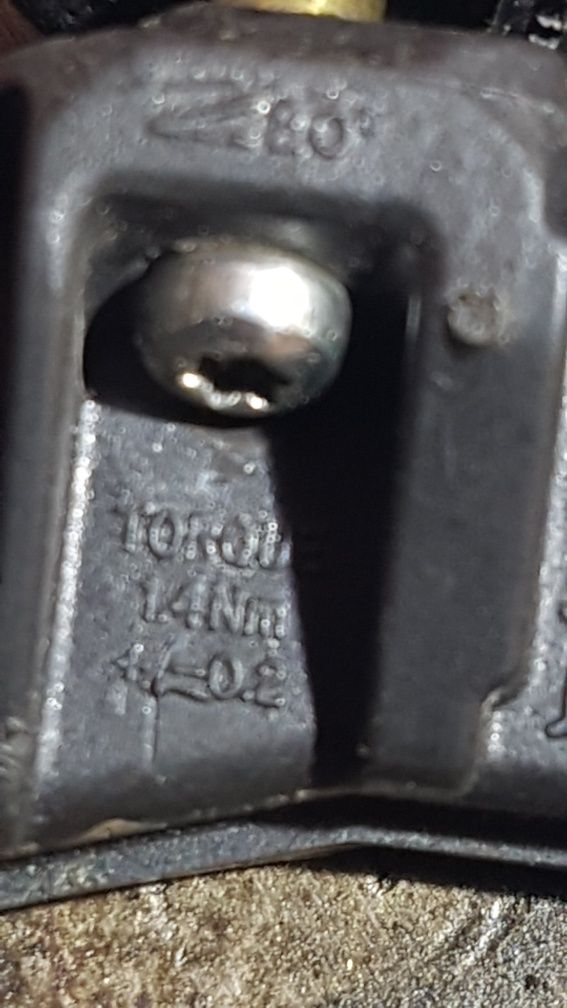 80°
TORQUE
1.4Nm
+/-0.2